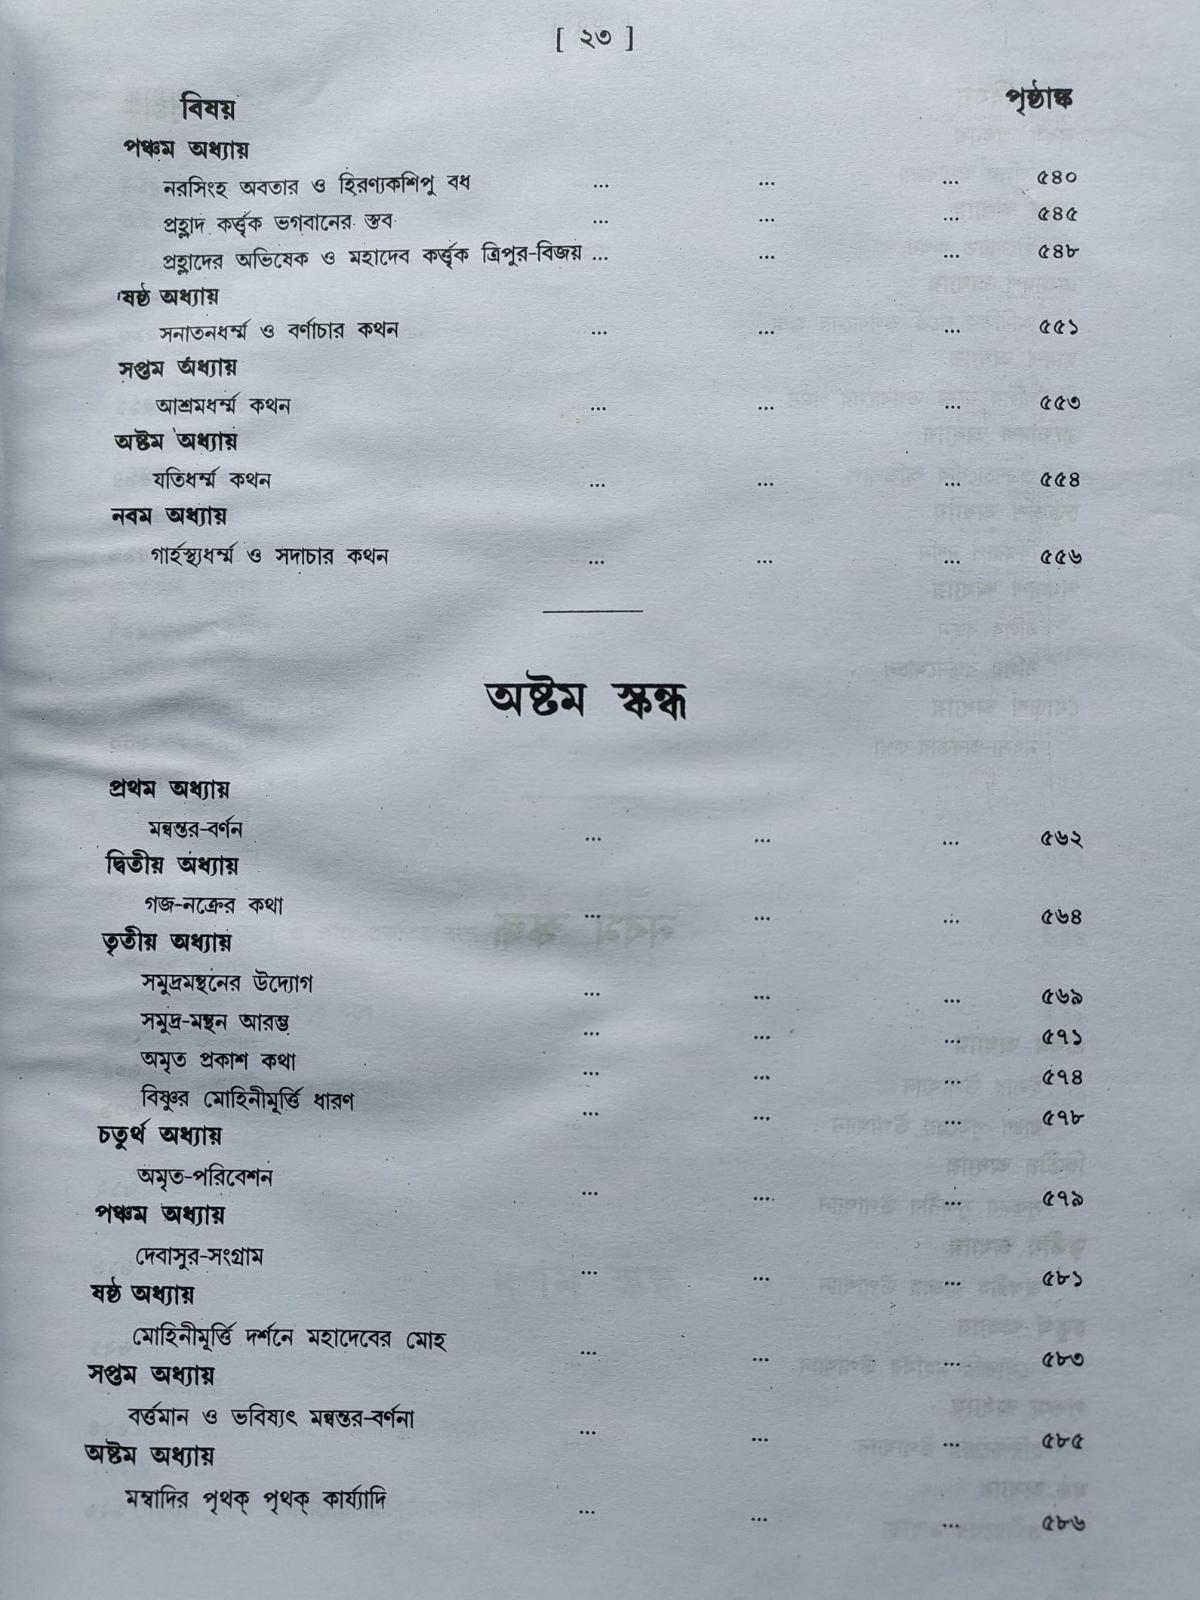 [ ২৩ ]
বিষয় পৃষ্ঠাঙ্ক
পঞ্চম অধ্যায়
নরসিংহ অবতার ও হিরণ্যকশিপু বধ ... ... ... ৫৪০
প্রহ্লাদ কর্ত্তৃক ভগবানের স্তব ... ... ... ৫৪৫
প্রহ্লাদের অভিষেক ও মহাদেব কর্ত্তৃক ত্রিপুর-বিজয় ... ... ... ৫৪৮
ষষ্ঠ অধ্যায়
সনাতনধর্ম্ম ও বর্ণাচার কথন ... ... ... ৫৫১
সপ্তম অধ্যায়
আশ্রমধর্ম্ম কথন ... ... ... ৫৫৩
অষ্টম অধ্যায়
যতিধর্ম্ম কথন ... ... ... ৫৫৪
নবম অধ্যায়
গার্হস্থ্যধর্ম্ম ও সদাচার কথন ... ... ... ৫৫৬
অষ্টম স্কন্ধ
প্রথম অধ্যায়
মন্বন্তর-বর্ণন ... ... ... ৫৬২
দ্বিতীয় অধ্যায়
গজ-নক্রের কথা ... ... ... ৫৬৪
তৃতীয় অধ্যায়
সমুদ্রমন্থনের উদ্যোগ ... ... ... ৫৬৯
সমুদ্র-মন্থন আরম্ভ ... ... ... ৫৭১
অমৃত প্রকাশ কথা ... ... ... ৫৭৪
বিষ্ণুর মোহিনীমূর্ত্তি ধারণ ... ... ... ৫৭৮
চতুর্থ অধ্যায়
অমৃত-পরিবেশন ... .... ... ৫৭৯
পঞ্চম অধ্যায়
দেবাসুর-সংগ্রাম ... ... ... ৫৮১
ষষ্ঠ অধ্যায়
মোহিনীমূর্ত্তি দর্শনে মহাদেবের মোহ ... ... ... ৫৮৩
সপ্তম অধ্যায়
বর্ত্তমান ও ভবিষ্যৎ মন্বন্তর-বর্ণনা ... ... ... ৫৮৫
অষ্টম অধ্যায়
মন্বাদির পৃথক্ পৃথক্ কার্য্যাদি ... ... ... ৫৮৬